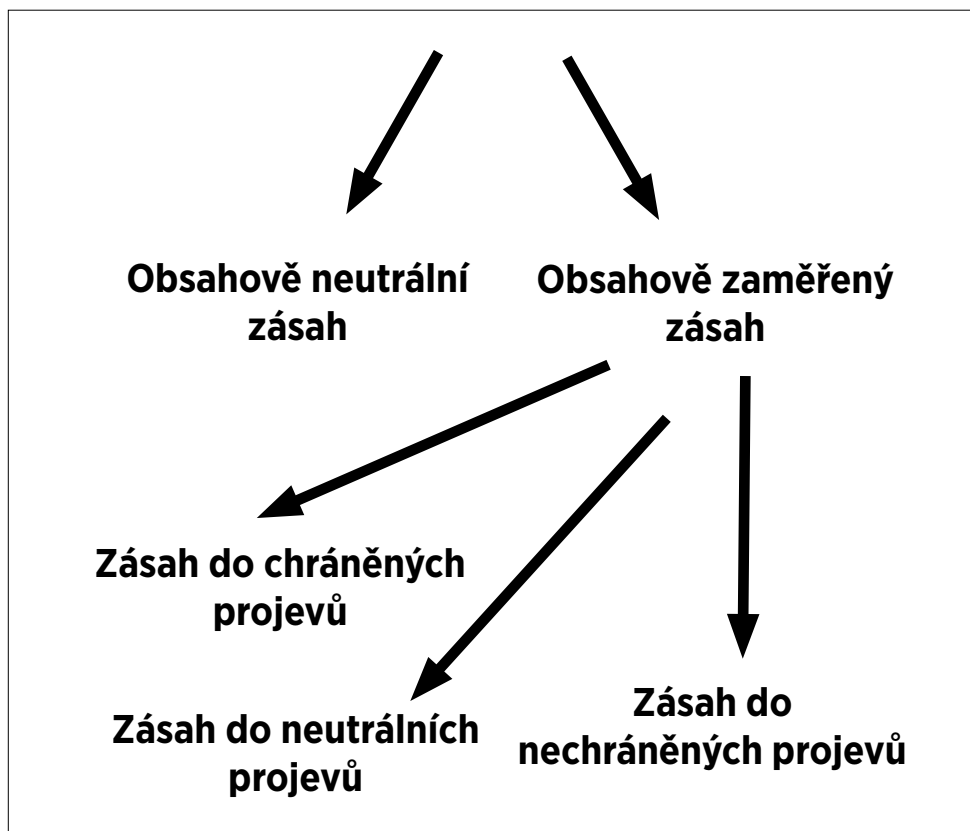 Obsahově neutrální
zásah
Obsahově zaměřený
zásah
Zásah do chráněných
projevů
Zásah do neutrálních
projevů
Zásah do
nechráněných projevů